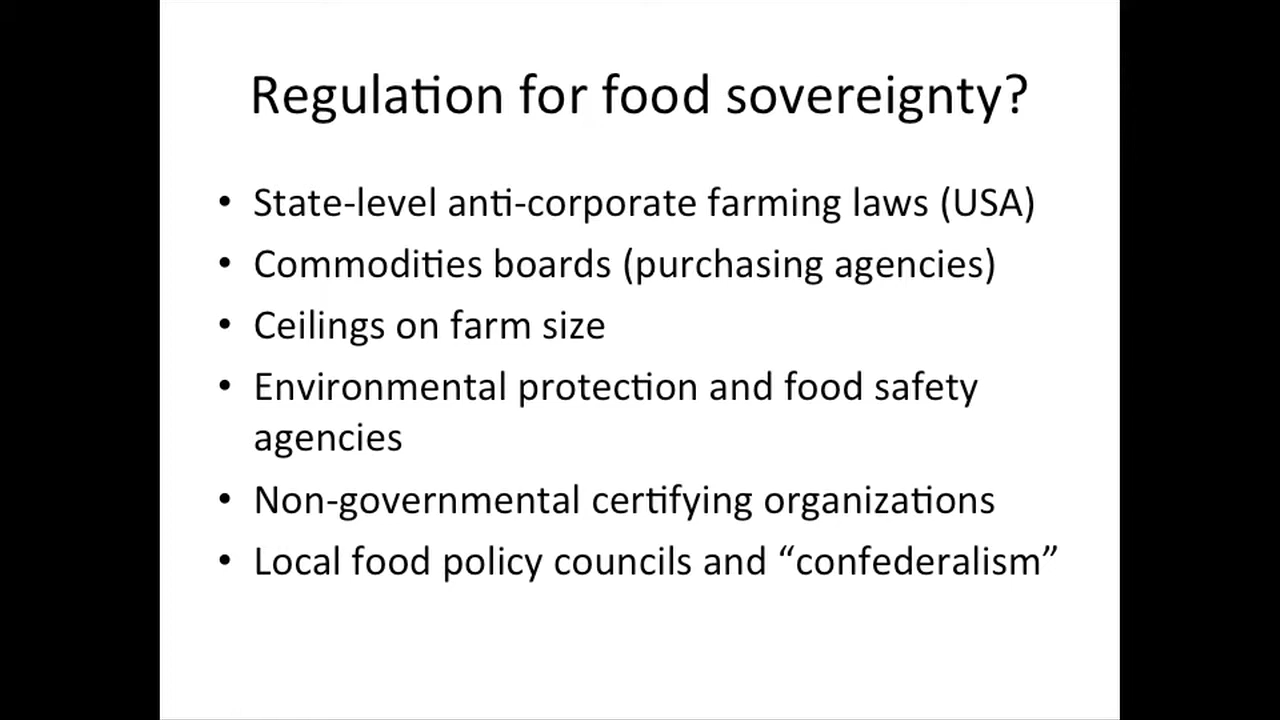 Regulation for food sovereignty?
• State-level anti-corporate farming laws (USA)
• Commodities boards (purchasing agencies)
• Ceilings on farm size
• Environmental protection and food safety
agencies
• Non-governmental certifying organizations
• Local food policy councils and “confederalism”